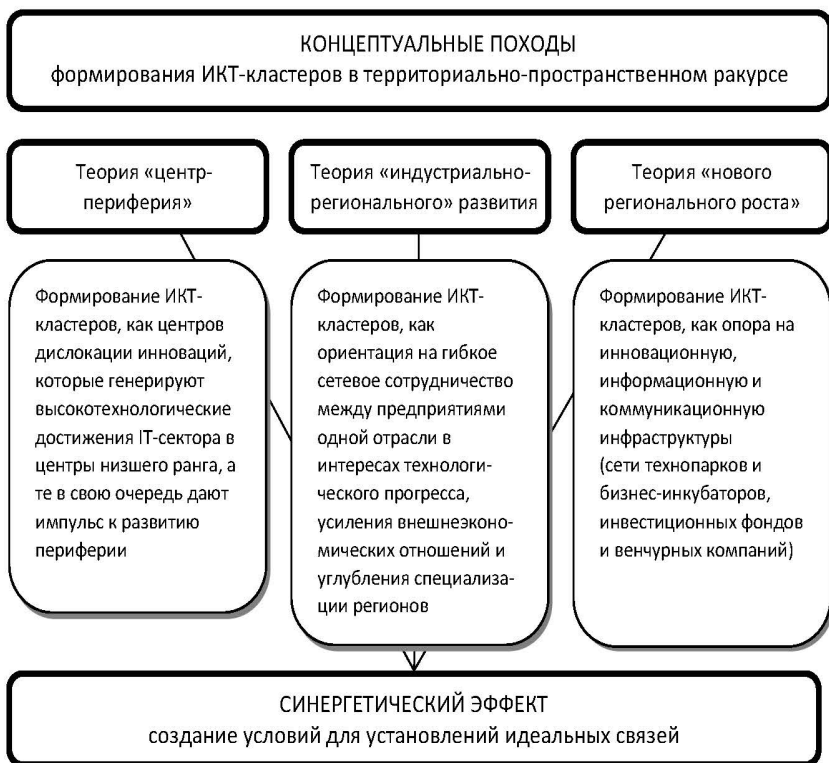 КОНЦЕПТУАЛЬНЫЕ ПОХОДЫ
формирования ИКТ-кластеров в территориально-пространственном ракурсе
Теория «центр-
периферия»
Теория «индустриально-
регионального» развития
Теория «нового
регионального роста»
Формирование ИКТ-
кластеров, как центров
дислокации инноваций,
которые генерируют
высокотехнологические
достижения IT-сектора в
центры низшего ранга, а
те в свою очередь дают
импульс к развитию
периферии
Формирование ИКТ-
кластеров, как
ориентация на гибкое
сетевое сотрудничество
между предприятиями
одной отрасли в
интересах технологи-
ческого прогресса,
усиления внешнеэконо-
мических отношений и
углубления специализа-
ции регионов
Формирование ИКТ-
кластеров, как опора на
инновационную,
информационную и
коммуникационную
инфраструктуры
(сети технопарков и
бизнес-инкубаторов,
инвестиционных фондов
и венчурных компаний)
СИНЕРГЕТИЧЕСКИЙ ЭФФЕКТ
создание условий для установлений идеальных связей